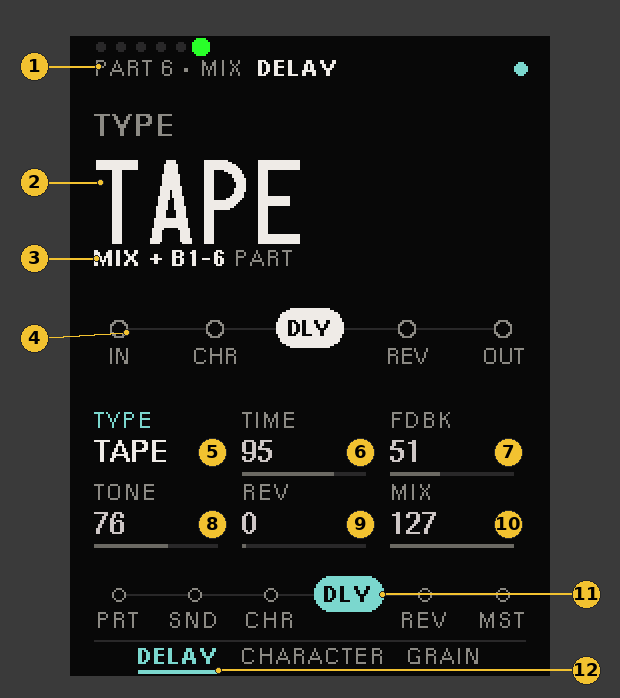 1 PART 6 · MIX DELAY
TYPE
2 TAPE
3 MIX + B1-6 PART
4 DLY
IN CHR REV OUT
TYPE TIME FDBK
TAPE 5 95 6 51 7
TONE REV MIX
76 8 0 9 127 10
DLY 11
PRT SND CHR REV MST
DELAY CHARACTER GRAIN
12